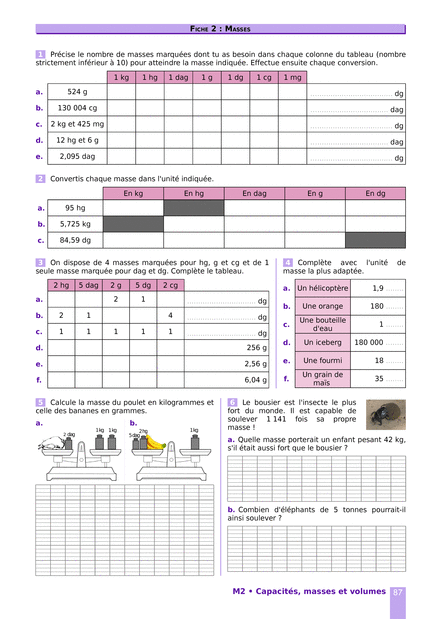 FICHE 2 : MASSES
1 Précise le nombre de masses marquées dont tu as besoin dans chaque colonne du tableau (nombre
strictement inférieur à 10) pour atteindre la masse indiquée. Effectue ensuite chaque conversion.
1 kg 1 hg 1 dag 1 g 1 dg 1 cg 1 mg
a. 524 g ........ dg
b. 130 004 cg ........ dag
c. 2 kg et 425 mg ........ dg
d. 12 hg et 6 g ........ dag
e. 2,095 dag ........ dg
2 Convertis chaque masse dans l'unité indiquée.
En kg En hg En dag En g En dg
a. 95 hg
b. 5,725 kg
c. 84,59 dg
3 On dispose de 4 masses marquées pour hg, g et cg et de 1
seule masse marquée pour dag et dg. Complète le tableau.
2 hg 5 dag 2 g 5 dg 2 cg
a. 2 1 ........ dg
b. 2 1 4 ........ dg
c. 1 1 1 1 1 ........ dg
d. 256 g
e. 2,56 g
f. 6,04 g
4 Complète avec l'unité de
masse la plus adaptée.
a. Un hélicoptère 1,9 ........
b. Une orange 180 ........
c. Une bouteille
d'eau 1 ........
d. Un iceberg 180 000 ........
e. Une fourmi 18 ........
f. Un grain de
maïs 35 ........
5 Calcule la masse du poulet en kilogrammes et
celle des bananes en grammes.
a. b.
2 dag 1kg 1kg 5dag 2hg 1kg
6 Le bousier est l'insecte le plus
fort du monde. Il est capable de
soulever 1 141 fois sa propre
masse !
a. Quelle masse porterait un enfant pesant 42 kg,
s'il était aussi fort que le bousier ?
b. Combien d'éléphants de 5 tonnes pourrait-il
ainsi soulever ?
M2 • Capacités, masses et volumes 87